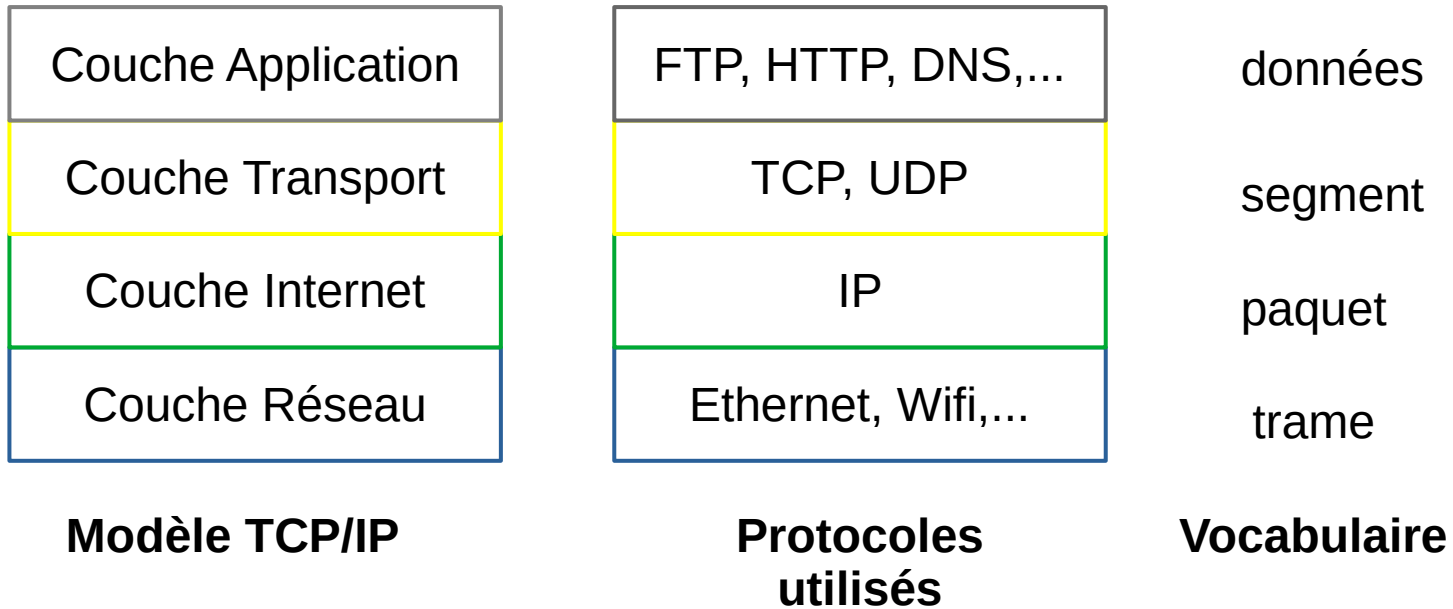 Couche Application
FTP, HTTP, DNS,...
données
Couche Transport
TCP, UDP
segment
Couche Internet
IP
paquet
Couche Réseau
Ethernet, Wifi,...
trame
Modèle TCP/IP
Protocoles
utilisés
Vocabulaire